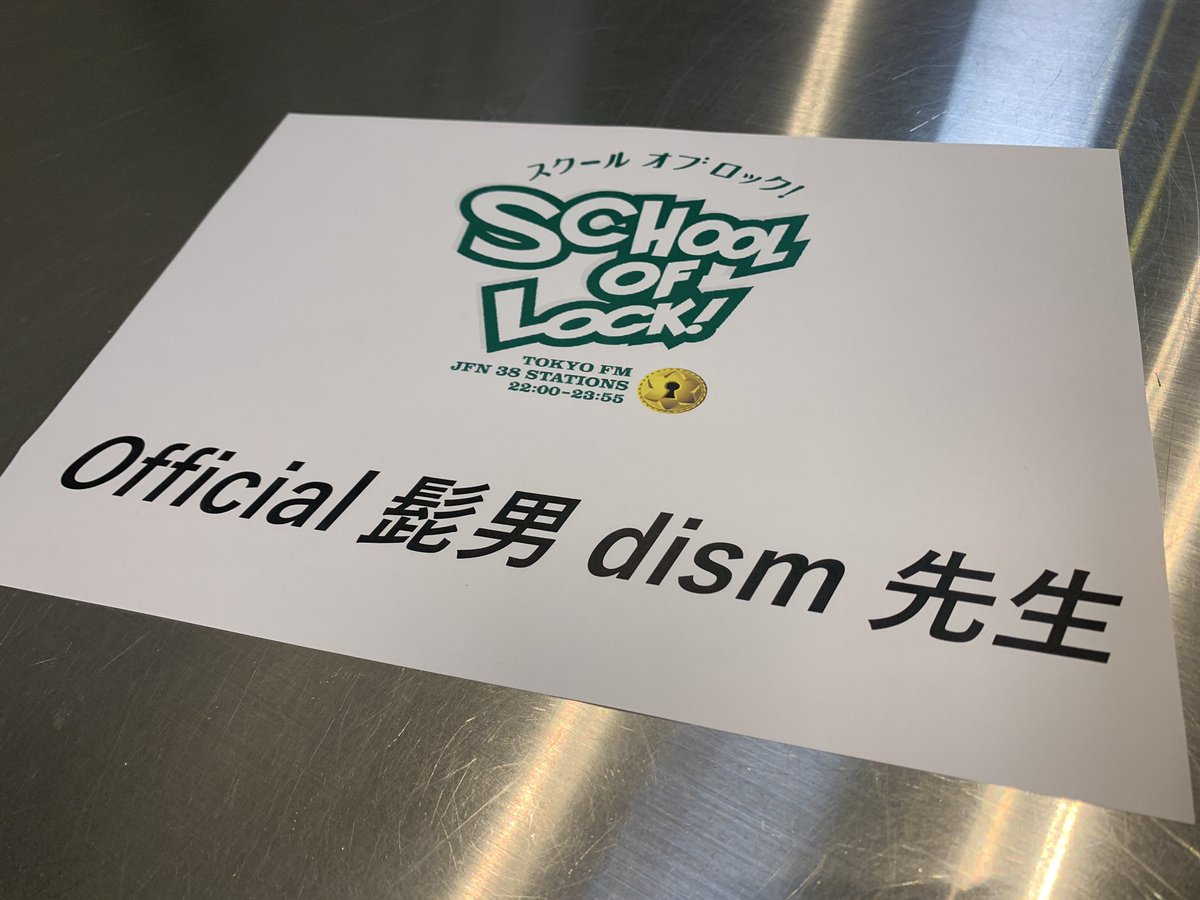 スクール オブ ロック!
SCHOOL
OF
LOCK!
TOKYO FM
JFN 38 STATIONS
22:00-23:55
Official 髭男 dism 先生